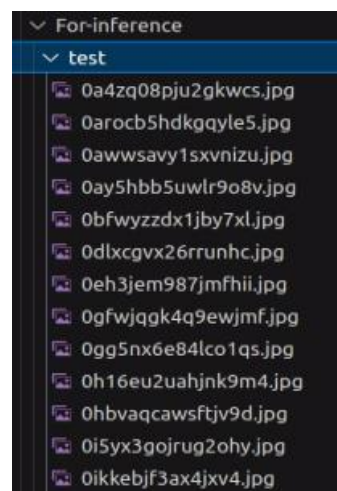 For-inference
test
0a4zq08pju2gkwcs.jpg
0arocb5hdkgqyle5.jpg
0awwsavy1sxvnizu.jpg
0ay5hbb5uwlr9o8v.jpg
0bfwyzzdx1jby7xl.jpg
0dlxcgvx26rrunhc.jpg
0eh3jem987jmfhii.jpg
0gfwjqgk4q9ewjmf.jpg
0gg5nx6e84lco1qs.jpg
0h16eu2uahjnk9m4.jpg
0hbvaqcawsftjv9d.jpg
0i5yx3gojrug2ohy.jpg
0ikkebjf3ax4jxv4.jpg